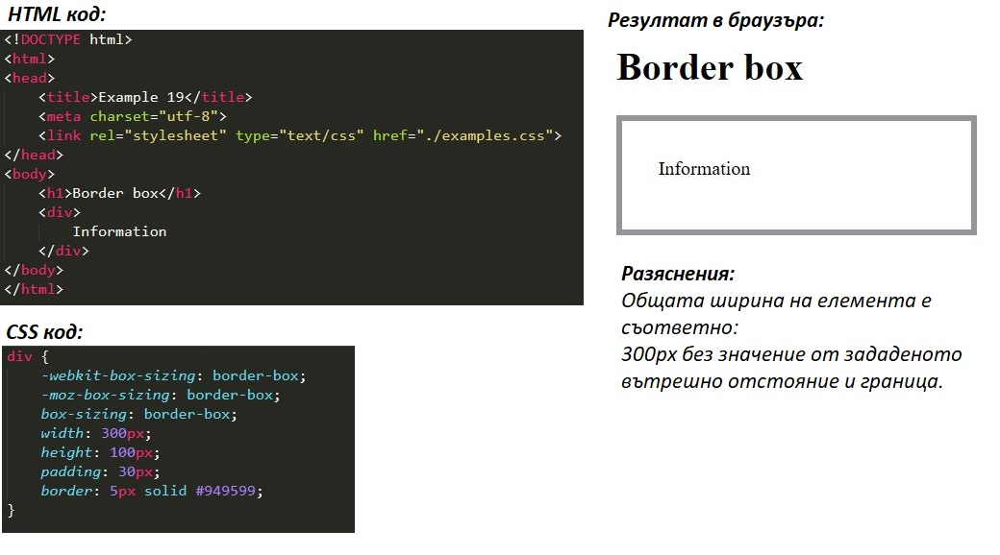 HTML код:
<!DOCTYPE html>
<html>
<head>
    <title>Example 19</title>
    <meta charset="utf-8">
    <link rel="stylesheet" type="text/css" href="./examples.css">
</head>
<body>
    <h1>Border box</h1>
    <div>
        Information
    </div>
</body>
</html>
CSS код:
div {
    -webkit-box-sizing: border-box;
    -moz-box-sizing: border-box;
    box-sizing: border-box;
    width: 300px;
    height: 100px;
    padding: 30px;
    border: 5px solid #949599;
}
Резултат в браузъра:
Border box
Information
Разяснения:
Общата ширина на елемента е
съответно:
300px без значение от зададеното
вътрешно отстояние и граница.